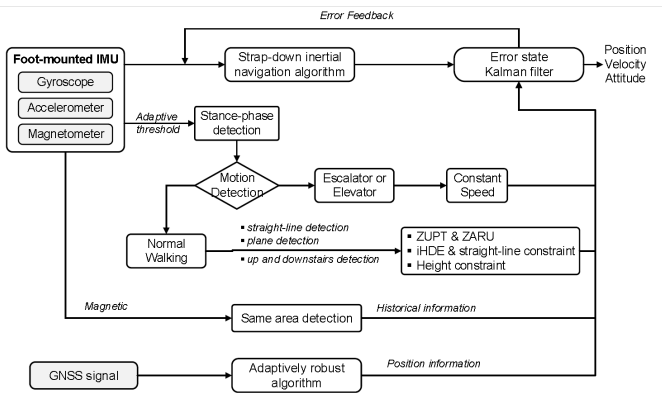 Error Feedback
Foot-mounted IMU
Gyroscope
Accelerometer
Magnetometer
Strap-down inertial
navigation algorithm
Error state
Kalman filter
Position
Velocity
Attitude
Adaptive
threshold
Stance-phase
detection
Motion
Detection
Escalator or
Elevator
Constant
Speed
Normal
Walking
▪ straight-line detection
▪ plane detection
▪ up and downstairs detection
▪ ZUPT & ZARU
▪ iHDE & straight-line constraint
▪ Height constraint
Magnetic
Same area detection
Historical information
GNSS signal
Adaptively robust
algorithm
Position information